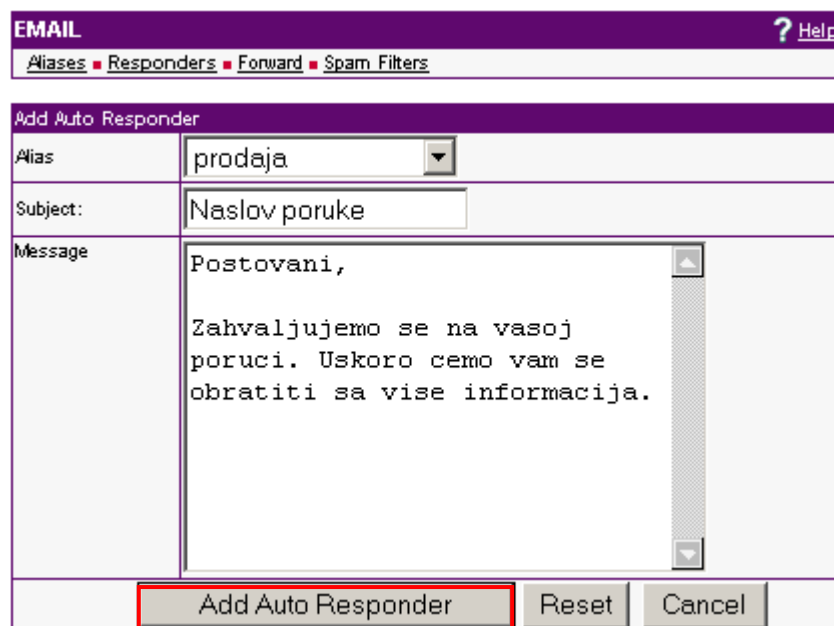 EMAIL ? Help
Aliases Responders Forward Spam Filters
Add Auto Responder
Alias prodaja
Subject: Naslov poruke
Message
Postovani,
Zahvaljujemo se na vasoj
poruci. Uskoro cemo vam se
obratiti sa vise informacija.
Add Auto Responder Reset Cancel